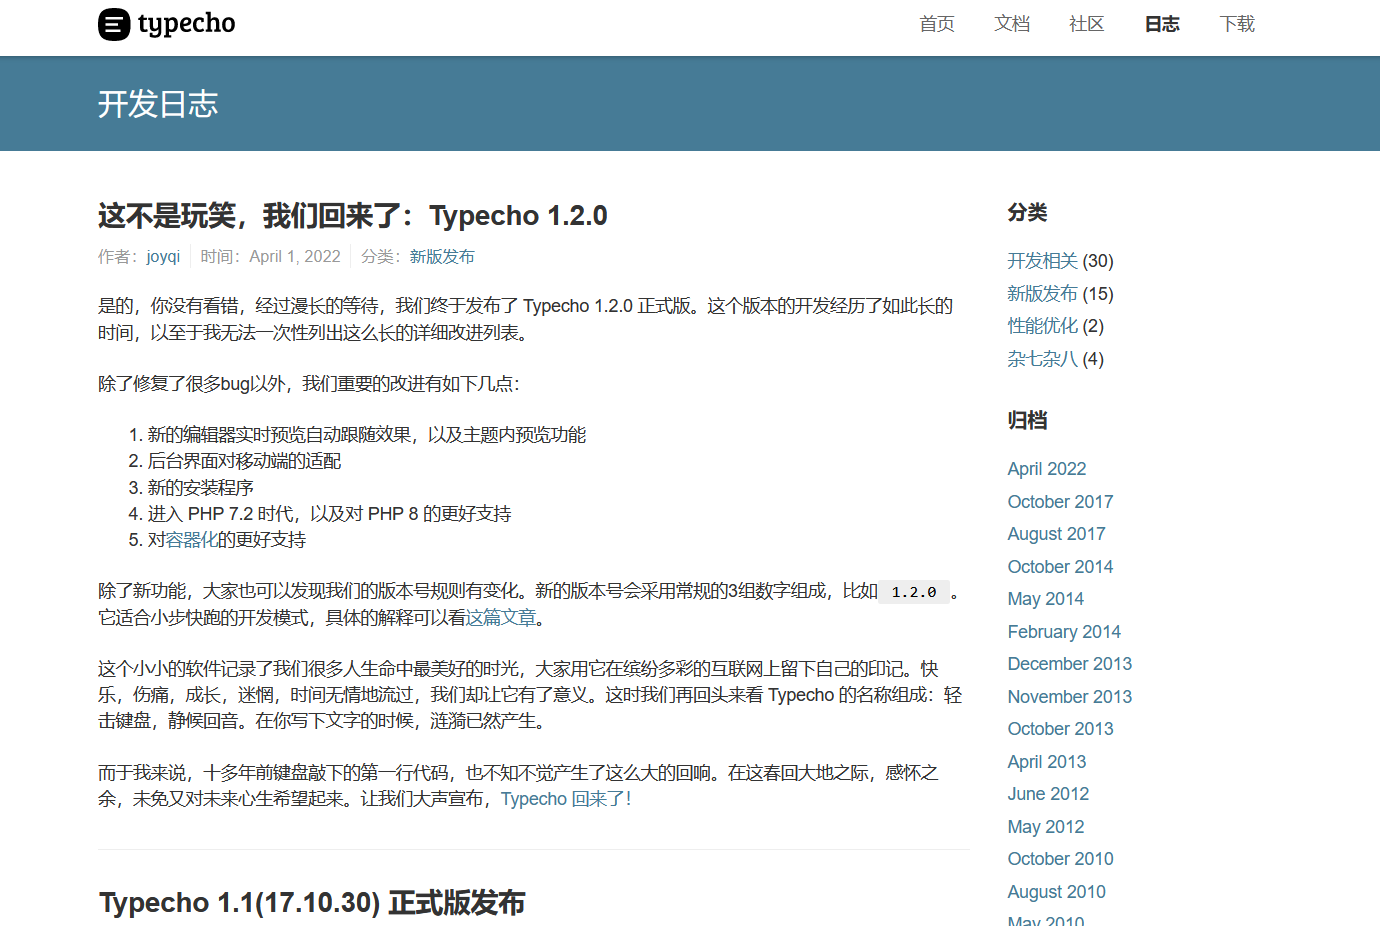 typecho
首页 文档 社区 日志 下载
开发日志
这不是玩笑，我们回来了：Typecho 1.2.0
作者：joyqi 时间：April 1, 2022 分类：新版发布
是的，你没有看错，经过漫长的等待，我们终于发布了 Typecho 1.2.0 正式版。这个版本的开发经历了如此长的
时间，以至于我无法一次性列出这么长的详细改进列表。
除了修复了很多bug以外，我们重要的改进有如下几点：
1. 新的编辑器实时预览自动跟随效果，以及主题内预览功能
2. 后台界面对移动端的适配
3. 新的安装程序
4. 进入 PHP 7.2 时代，以及对 PHP 8 的更好支持
5. 对容器化的更好支持
除了新功能，大家也可以发现我们的版本号规则有变化。新的版本号会采用常规的3组数字组成，比如 1.2.0 。
它适合小步快跑的开发模式，具体的解释可以看这篇文章。
这个小小的软件记录了我们很多人生命中最美好的时光，大家用它在缤纷多彩的互联网上留下自己的印记。快
乐，伤痛，成长，迷惘，时间无情地流过，我们却让它有了意义。这时我们再回头来看 Typecho 的名称组成：轻
击键盘，静候回音。在你写下文字的时候，涟漪已然产生。
而于我来说，十多年前键盘敲下的第一行代码，也不知不觉产生了这么大的回响。在这春回大地之际，感怀之
余，未免又对未来心生希望起来。让我们大声宣布，Typecho 回来了！
Typecho 1.1(17.10.30) 正式版发布
分类
开发相关 (30)
新版发布 (15)
性能优化 (2)
杂七杂八 (4)
归档
April 2022
October 2017
August 2017
October 2014
May 2014
February 2014
December 2013
November 2013
October 2013
April 2013
June 2012
May 2012
October 2010
August 2010
May 2010